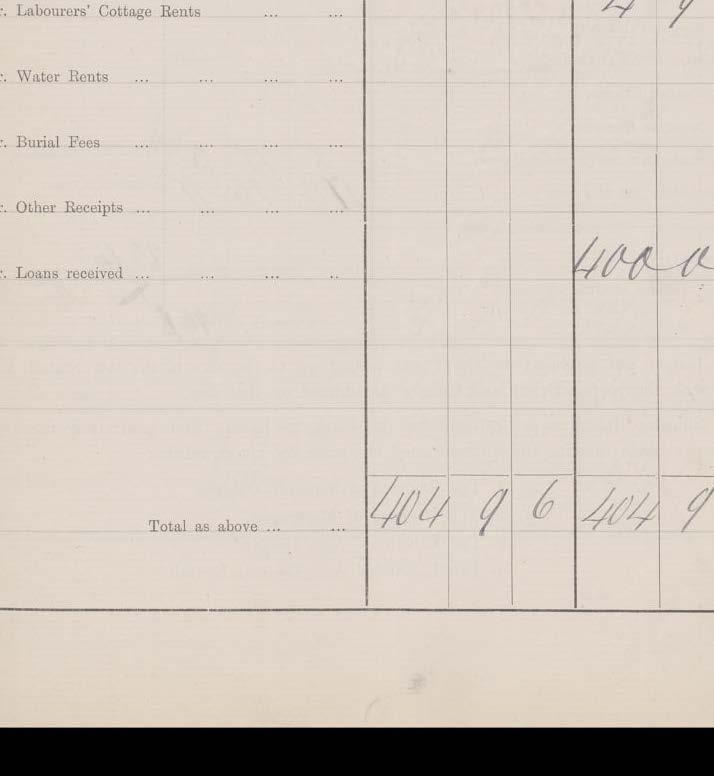 r. Labourers' Cottage Rents ... ... 4 9
r. Water Rents ... ... ... ...
r. Burial Fees ... ... ... ...
r. Other Receipts ... ... ... ...
r. Loans received ... ... ... .. 400 0
Total as above ... ... 404 9 6 404 9